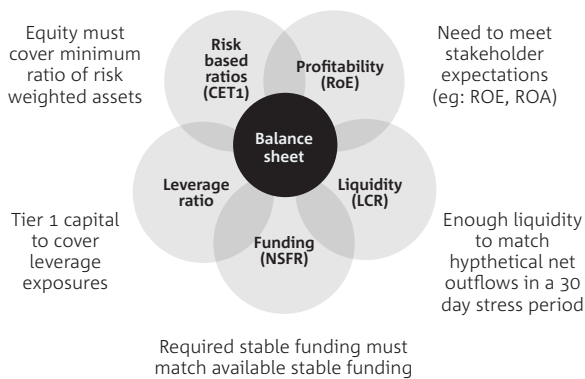 Equity must
cover minimum
ratio of risk
weighted assets
Risk
based
ratios
(CET1)
Profitability
(RoE)
Need to meet
stakeholder
expectations
(eg: ROE, ROA)
Balance
sheet
Leverage
ratio
Liquidity
(LCR)
Tier 1 capital
to cover
leverage
exposures
Funding
(NSFR)
Enough liquidity
to match
hypthetical net
outflows in a 30
day stress period
Required stable funding must
match available stable funding